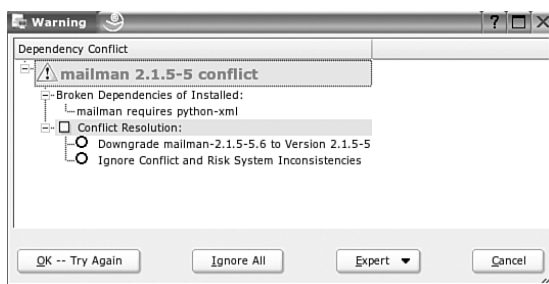 Warning
Dependency Conflict
mailman 2.1.5-5 conflict
Broken Dependencies of Installed:
mailman requires python-xml
Conflict Resolution:
Downgrade mailman-2.1.5-5.6 to Version 2.1.5-5
Ignore Conflict and Risk System Inconsistencies
OK -- Try Again
Ignore All
Expert
Cancel